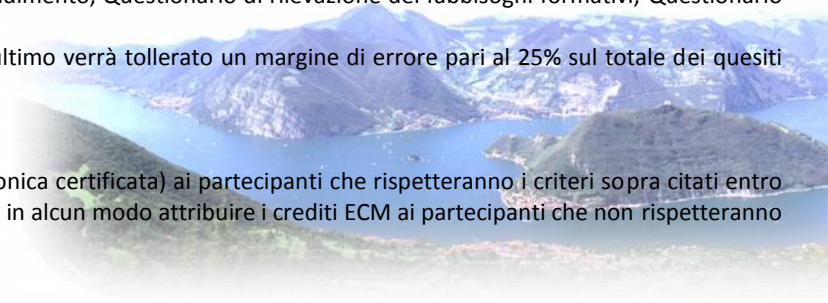 dimento, Questionario di rilevazione dei fabbisogni formativi, Questionario
ultimo verrà tollerato un margine di errore pari al 25% sul totale dei quesiti
onica certificata) ai partecipanti che rispetteranno i criteri sopra citati entro
in alcun modo attribuire i crediti ECM ai partecipanti che non rispetteranno